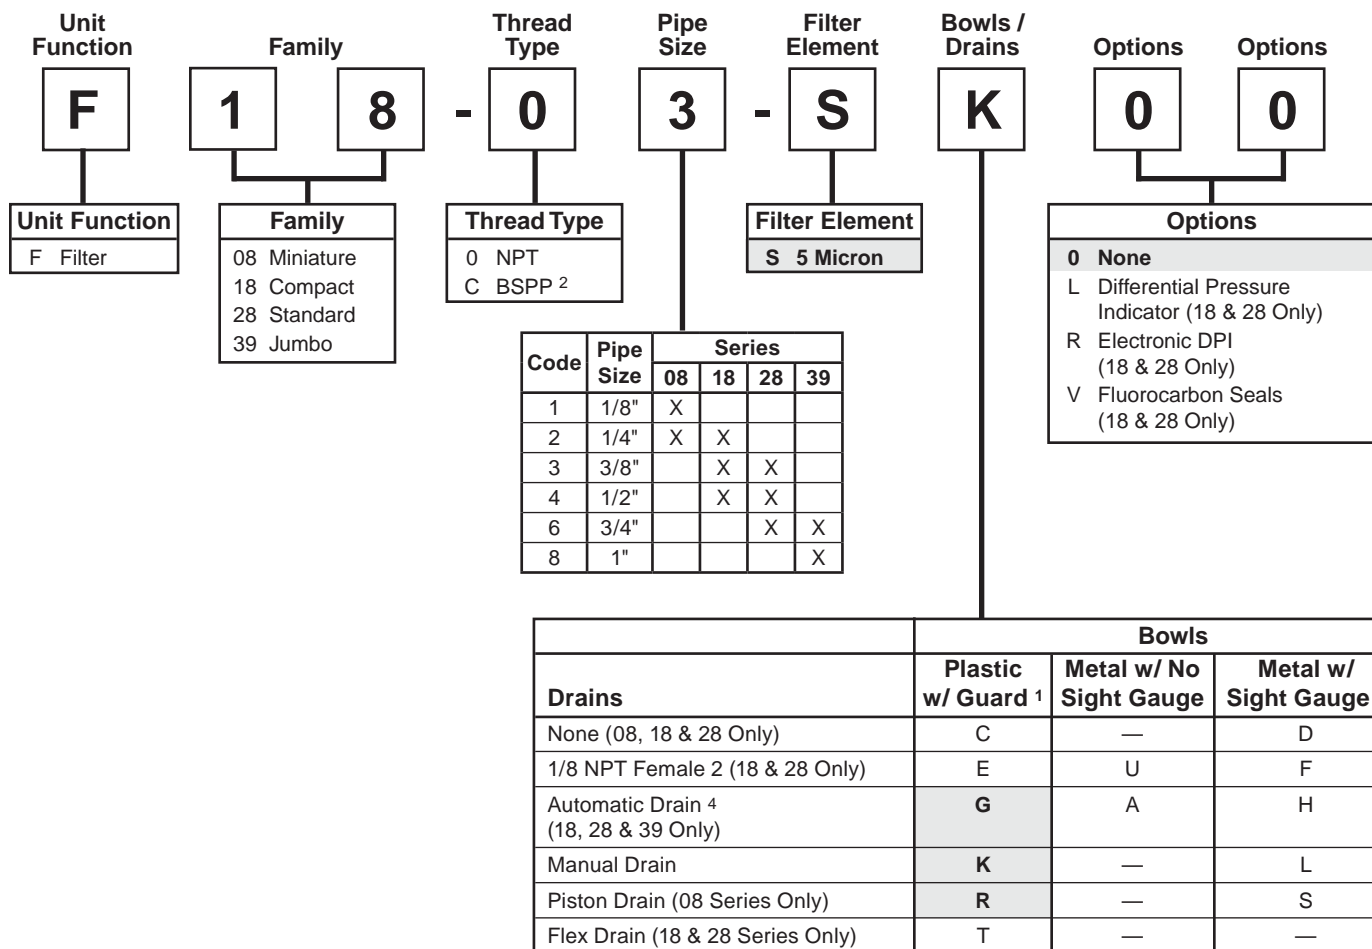 Unit Function
Family
Thread Type
Pipe Size
Filter Element
Bowls / Drains
Options
Options
F 1 8 - 0 3 - S K 0 0
Unit Function
F Filter
Family
08 Miniature
18 Compact
28 Standard
39 Jumbo
Thread Type
0 NPT
C BSPP 2
Filter Element
S 5 Micron
Options
0 None
L Differential Pressure
Indicator (18 & 28 Only)
R Electronic DPI
(18 & 28 Only)
V Fluorocarbon Seals
(18 & 28 Only)
Code Pipe Size Series
08 18 28 39
1 1/8" X
2 1/4" X X
3 3/8" X X
4 1/2" X X
6 3/4" X X
8 1" X
Bowls
Drains Plastic w/ Guard 1 Metal w/ No Sight Gauge Metal w/ Sight Gauge
None (08, 18 & 28 Only) C — D
1/8 NPT Female 2 (18 & 28 Only) E U F
Automatic Drain 4 G A H
(18, 28 & 39 Only)
Manual Drain K — L
Piston Drain (08 Series Only) R — S
Flex Drain (18 & 28 Series Only) T — —